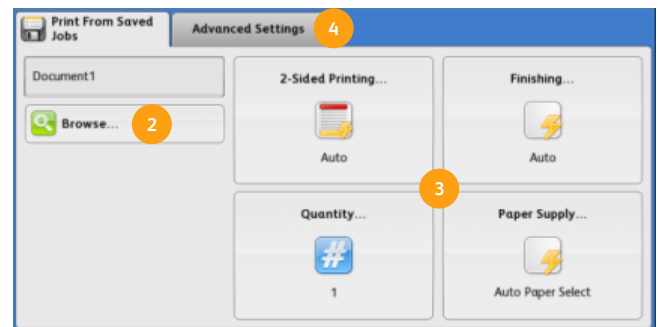 Print From Saved
Jobs
Advanced Settings
4
Document1
Browse...
2
2-Sided Printing...
Auto
Finishing...
Auto
3
Quantity...
#
1
Paper Supply...
Auto Paper Select